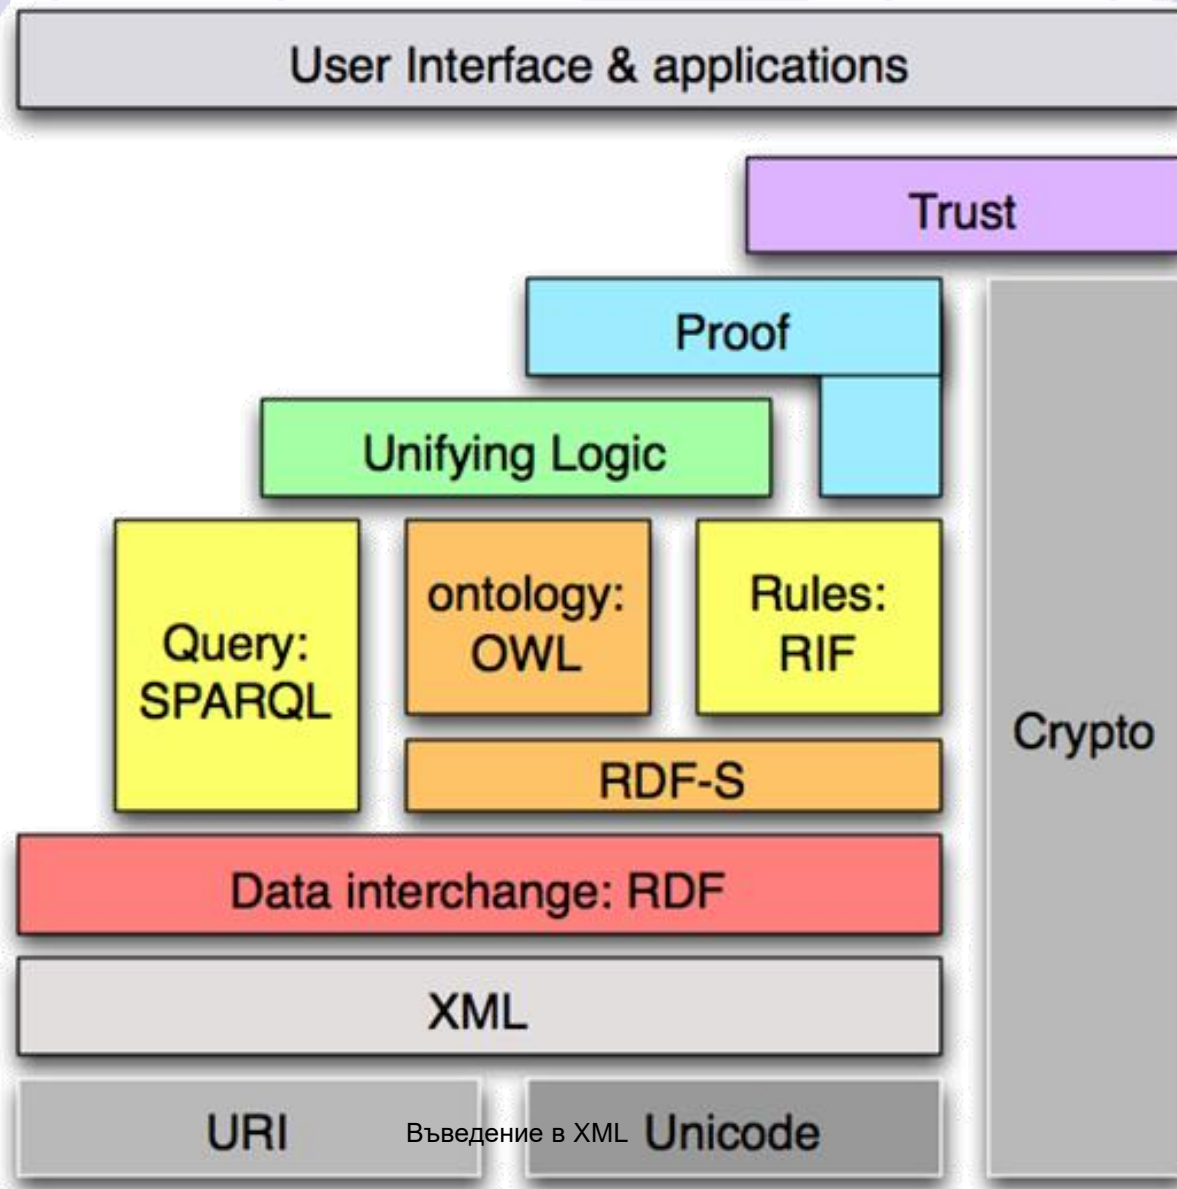 User Interface & applications
Trust
Proof
Unifying Logic
Query:
SPARQL
ontology:
OWL
Rules:
RIF
Crypto
RDF-S
Data interchange: RDF
XML
URI
Въведение в XML
Unicode